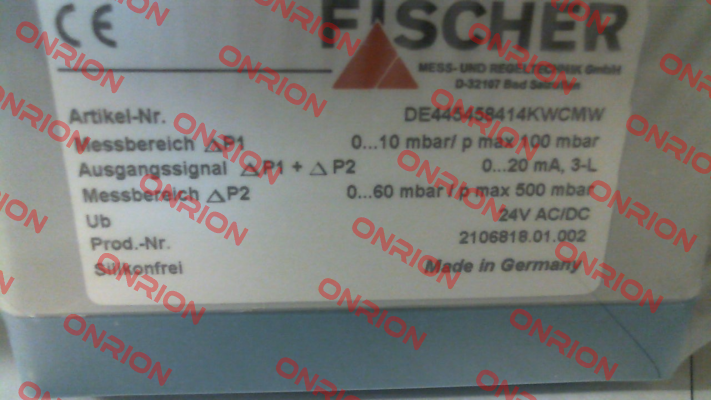 CE FISCHER
MESS- UND REGELTECHNIK GmbH
D-32107 Bad Salzuflen
Artikel-Nr. DE445458414KWCMW
Messbereich △P1 0...10 mbar/ p max 100 mbar
Ausgangssignal △P1 + △ P2 0...20 mA, 3-L
Messbereich △P2 0...60 mbar / p max 500 mbar
Ub 24V AC/DC
Prod.-Nr. 2106818.01.002
Silikonfrei Made in Germany
ONRION